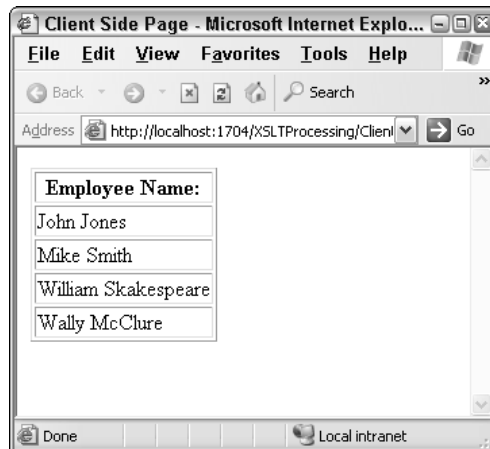 Client Side Page - Microsoft Internet Explo...
File Edit View Favorites Tools Help
Back Search »
Address http://localhost:1704/XSLTProcessing/Client Go
Employee Name:
John Jones
Mike Smith
William Skakespeare
Wally McClure
Done Local intranet